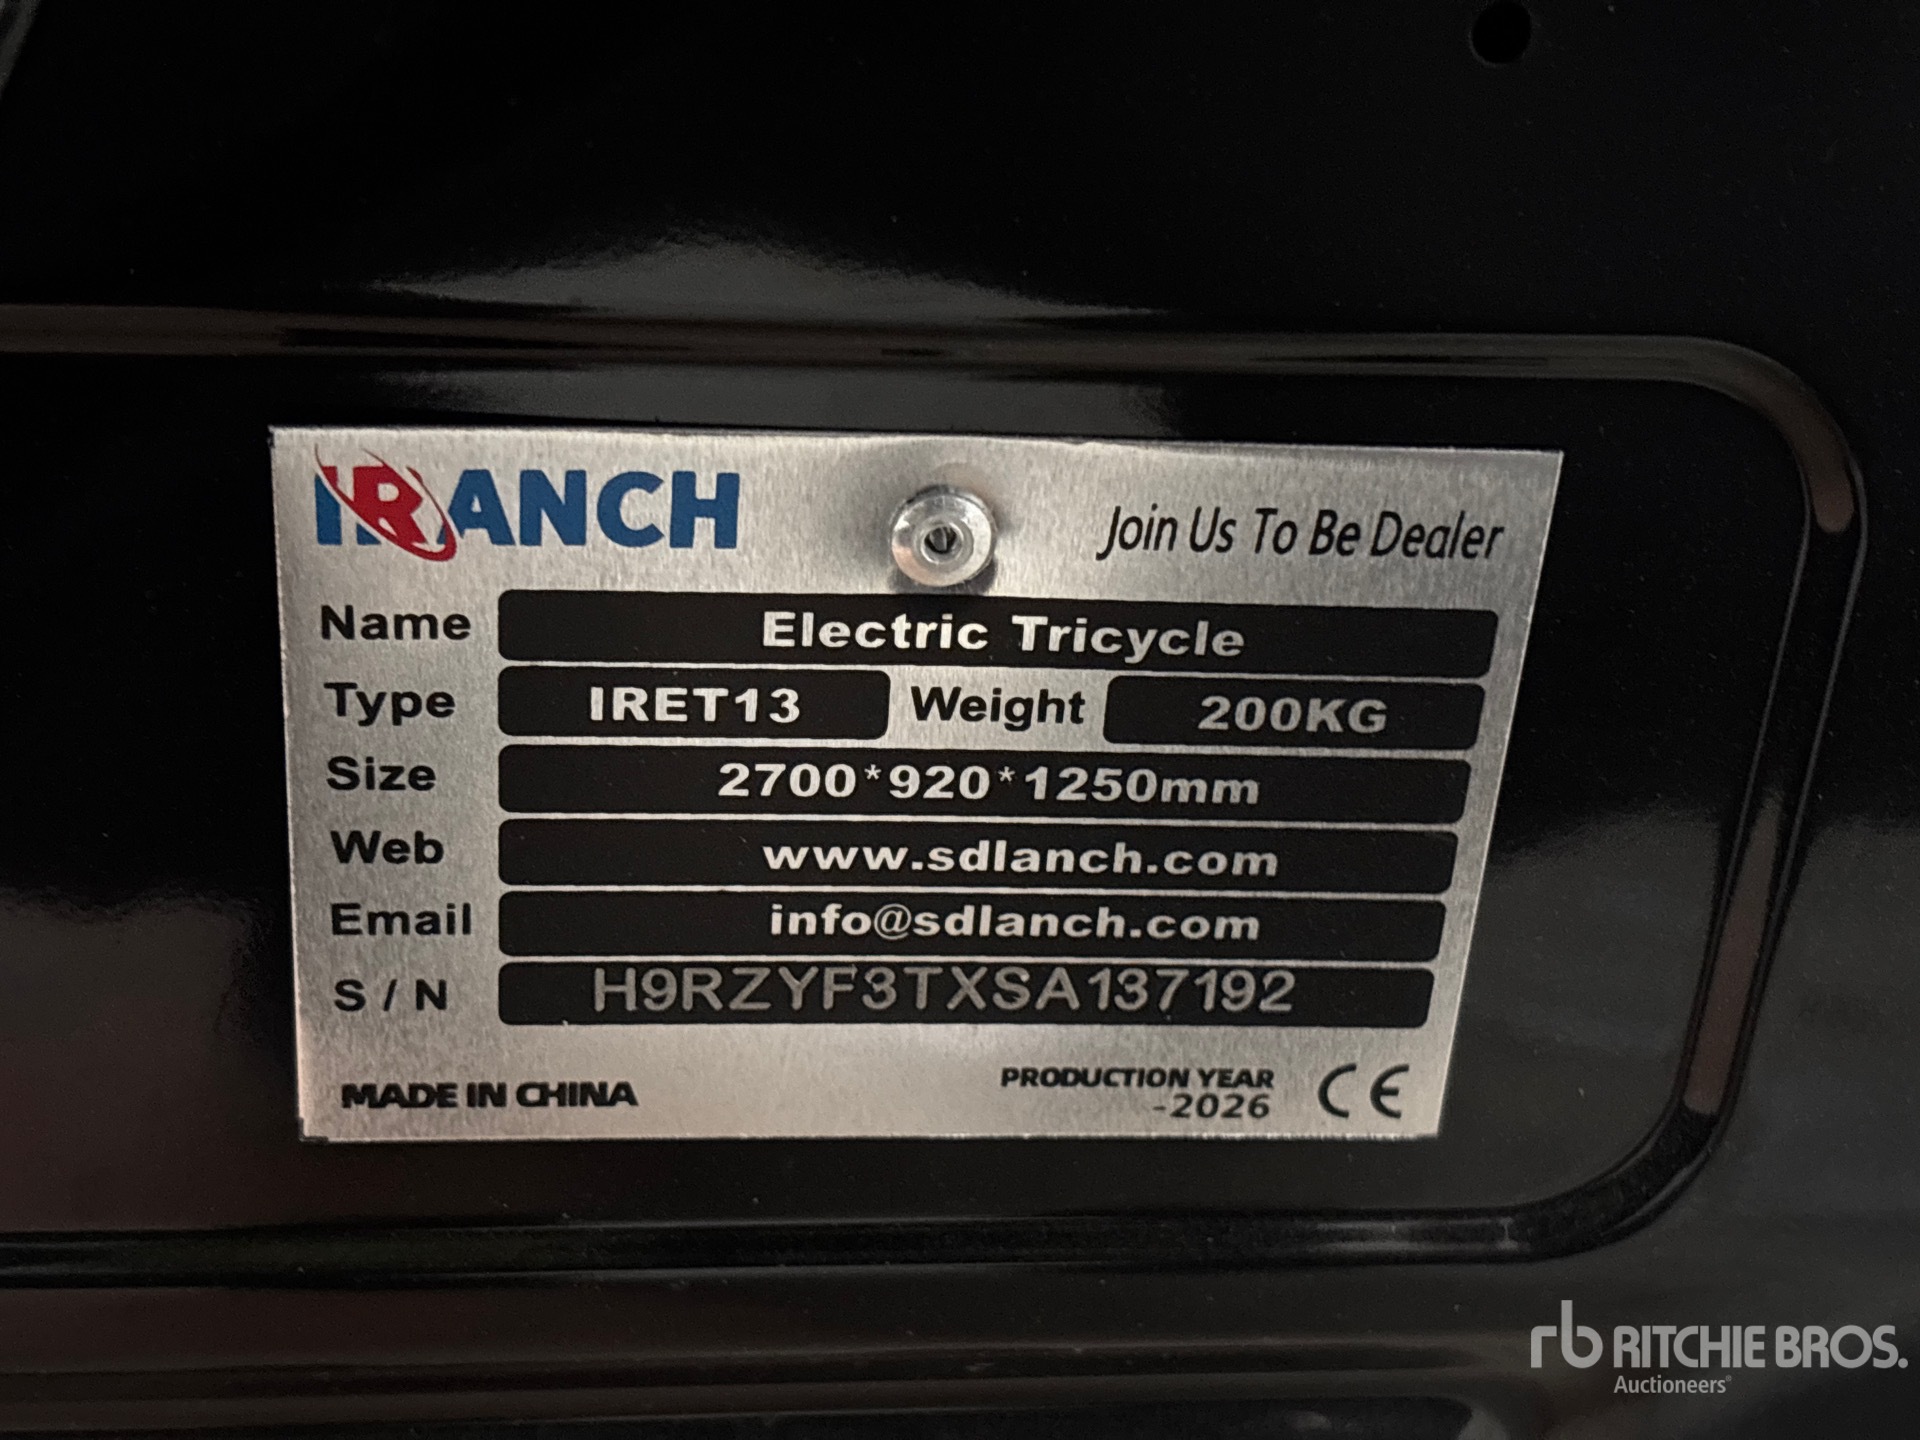 IRANCH Join Us To Be Dealer
Name Electric Tricycle
Type IRET13 Weight 200KG
Size 2700*920*1250mm
Web www.sdlanch.com
Email info@sdlanch.com
S / N H9RZYF3TXSA137192
MADE IN CHINA PRODUCTION YEAR
-2026 CE
rb RITCHIE BROS.
Auctioneers®